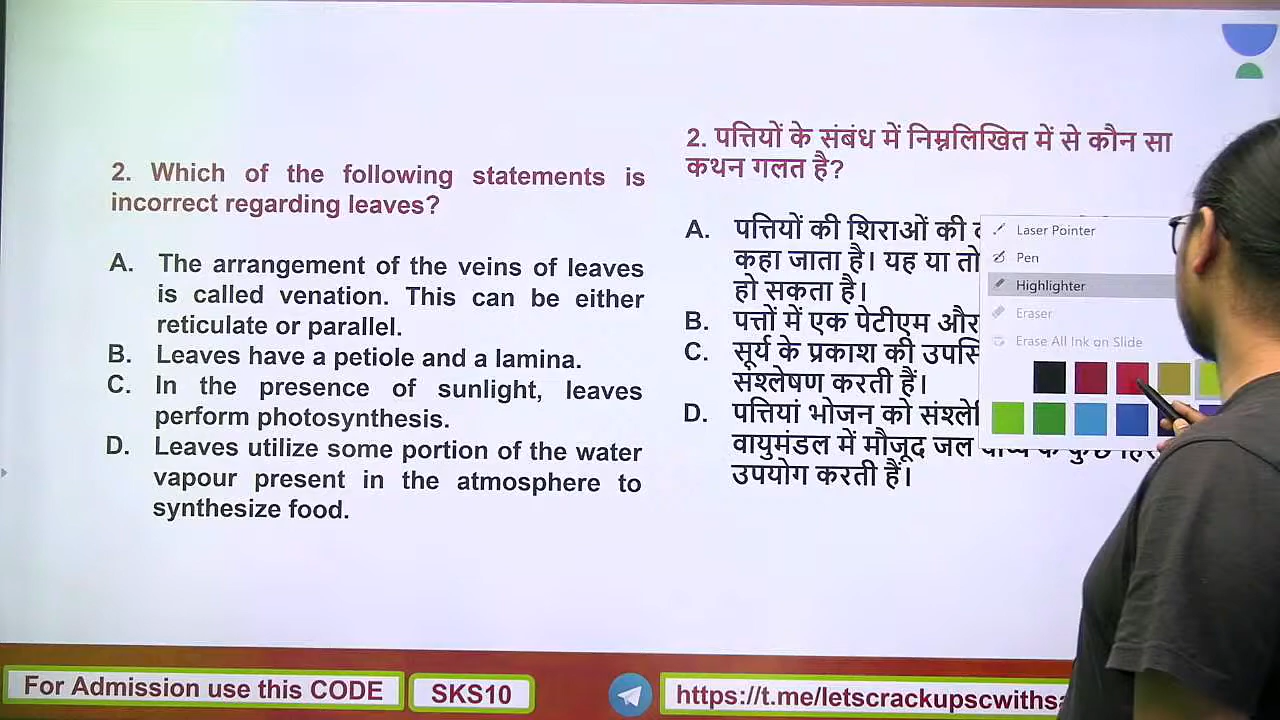 2. Which of the following statements is
incorrect regarding leaves?
A. The arrangement of the veins of leaves
is called venation. This can be either
reticulate or parallel.
B. Leaves have a petiole and a lamina.
C. In the presence of sunlight, leaves
perform photosynthesis.
D. Leaves utilize some portion of the water
vapour present in the atmosphere to
synthesize food.
2. पत्तियों के संबंध में निम्नलिखित में से कौन सा
कथन गलत है?
A. पत्तियों की शिराओं की
कहा जाता है। यह या तो
हो सकता है।
B. पत्तों में एक पेटीएम और
C. सूर्य के प्रकाश की
संश्लेषण करती हैं।
D. पत्तियां भोजन को
वायुमंडल में मौजूद जल
उपयोग करती हैं।
Laser Pointer
Pen
Highlighter
Eraser
Erase All Ink on Slide
For Admission use this CODE
SKS10
https://t.me/letscrackupscwiths